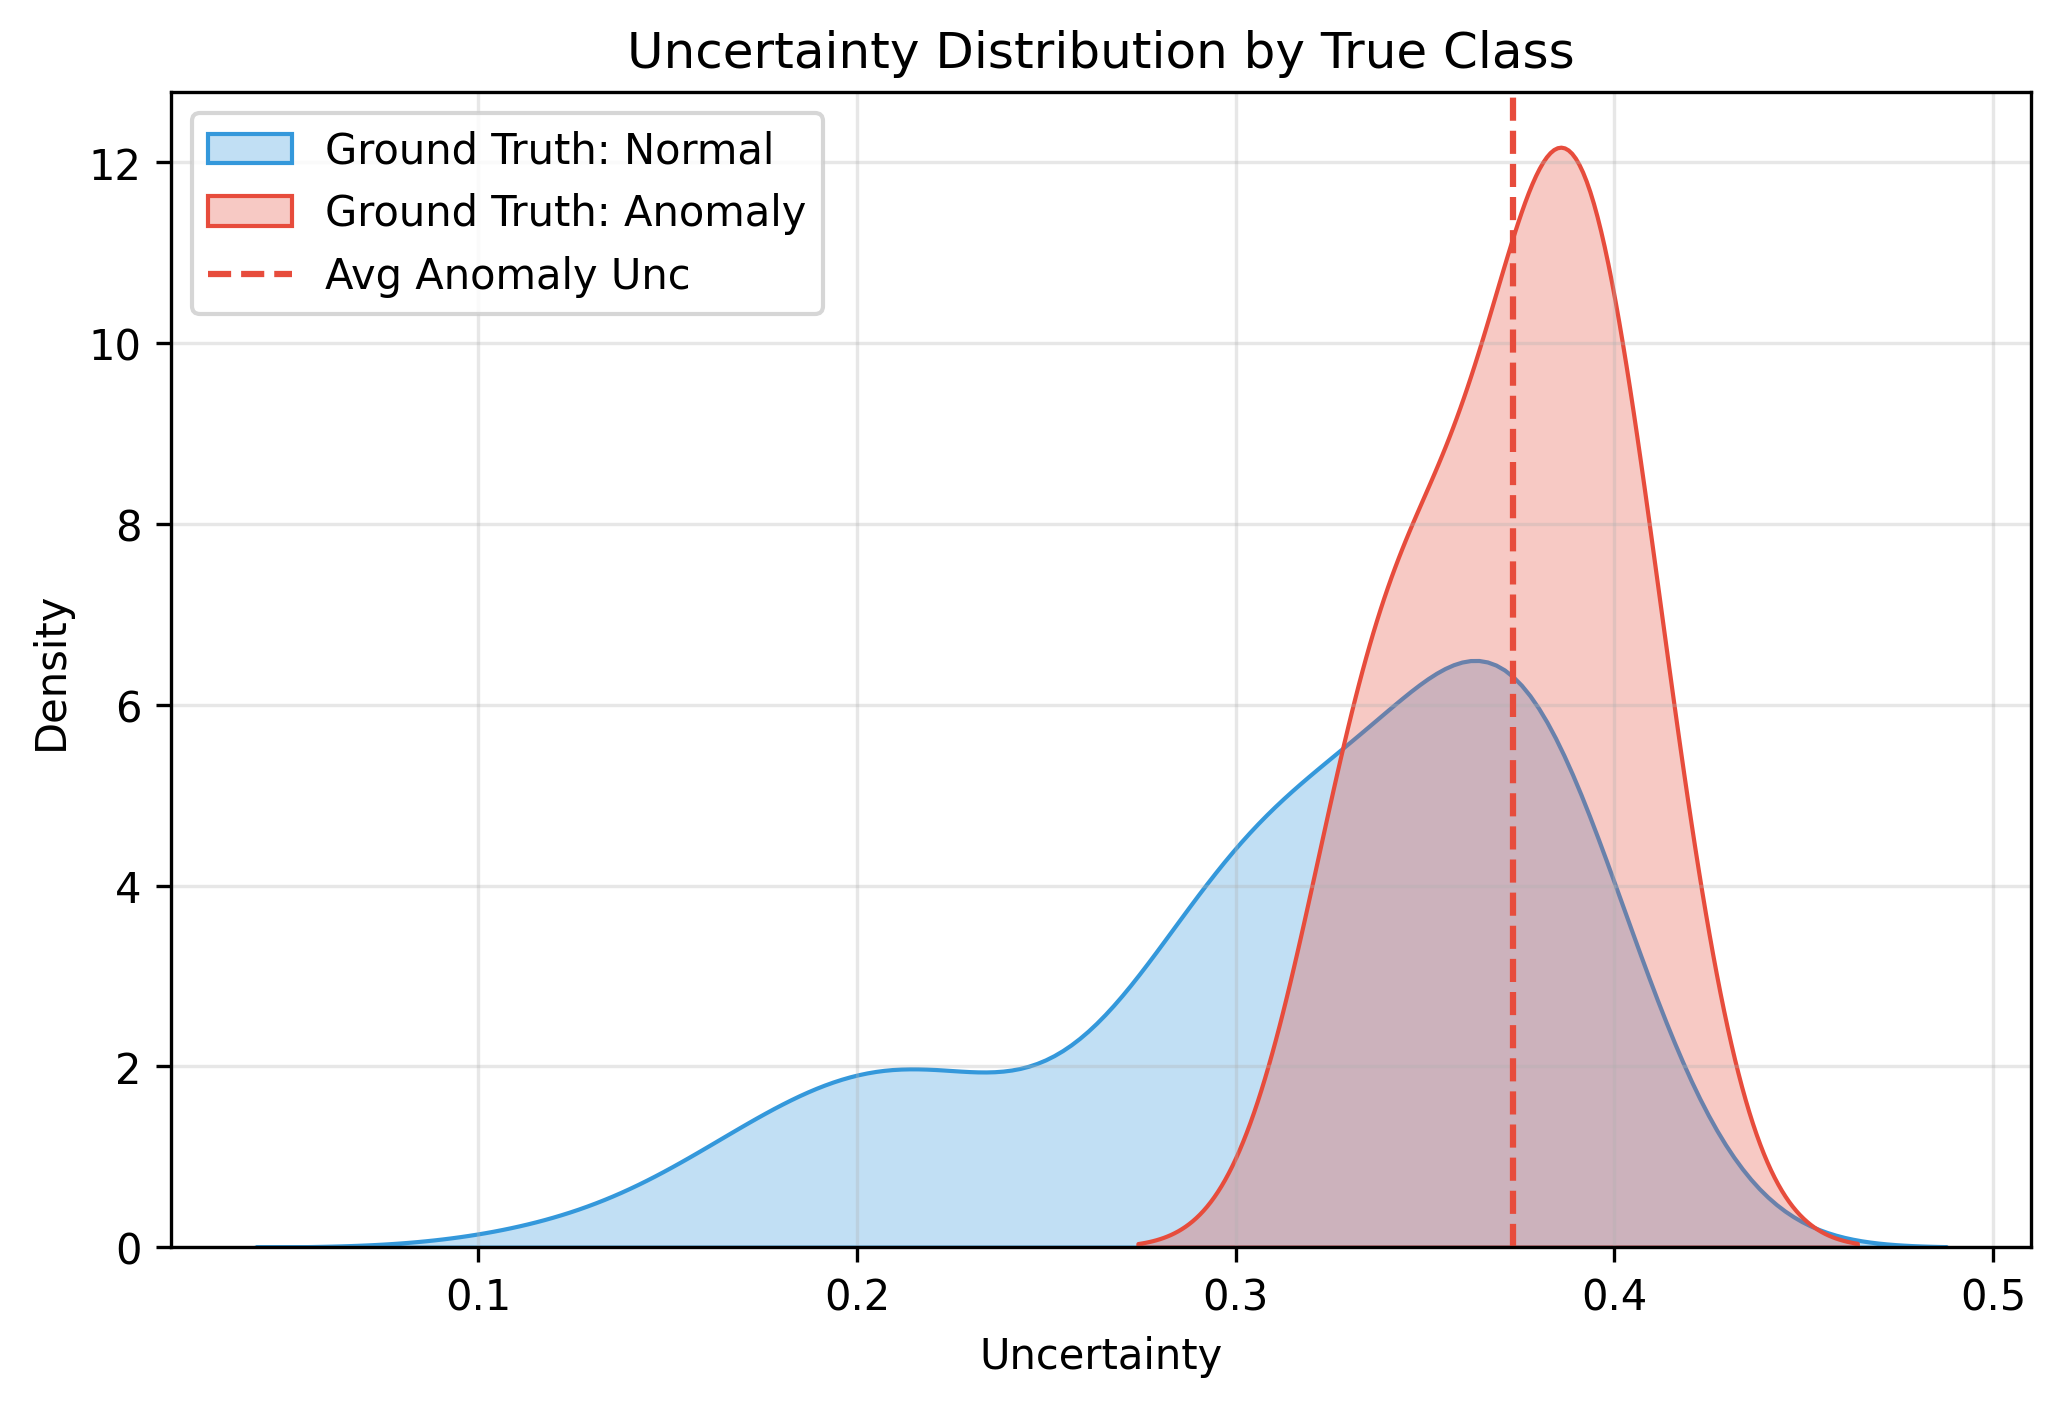 Uncertainty Distribution by True Class
Ground Truth: Normal
Ground Truth: Anomaly
Avg Anomaly Unc
12
10
8
6
4
2
0
Density
0.1 0.2 0.3 0.4 0.5
Uncertainty